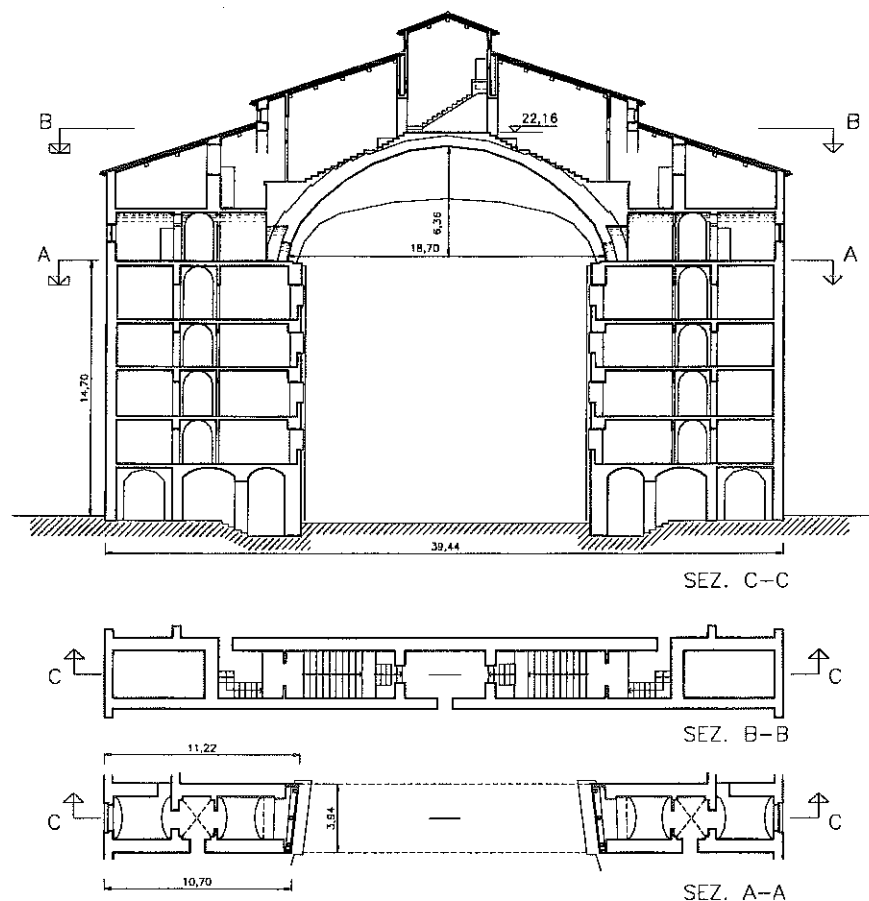 B
22,16
B
6,36
18,70
A
A
14,70
39,44
SEZ. C-C
C
C
SEZ. B-B
11,22
C
3,94
C
10,70
SEZ. A-A